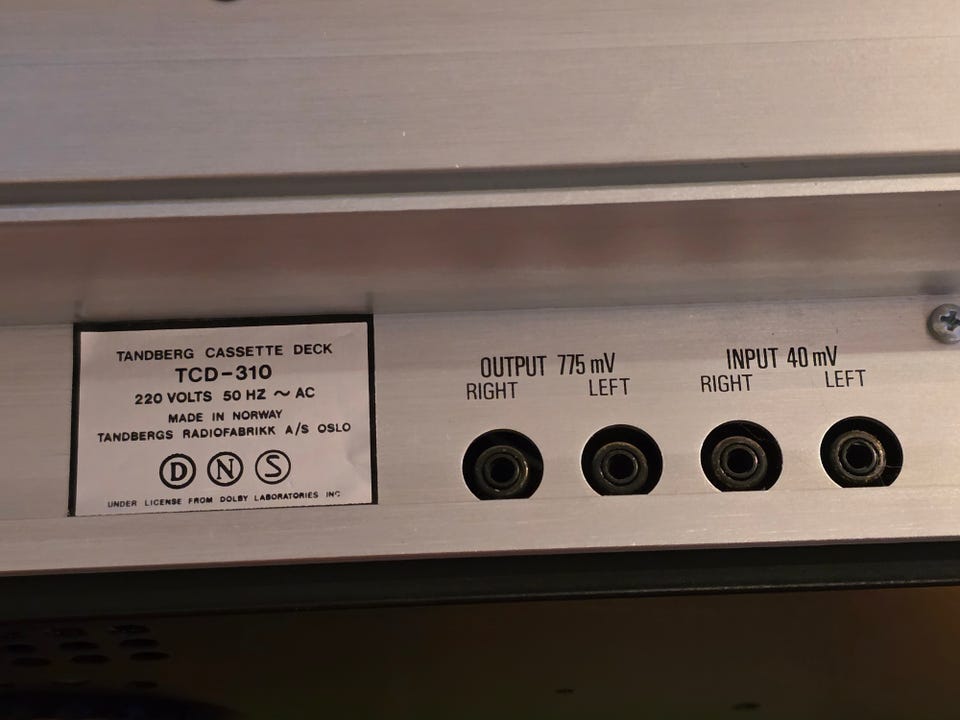 TANDBERG CASSETTE DECK
TCD-310
220 VOLTS 50 HZ ~ AC
MADE IN NORWAY
TANDBERGS RADIOFABRIKK A/S OSLO
D N S
UNDER LICENSE FROM DOLBY LABORATORIES INC
OUTPUT 775 mV
RIGHT LEFT
INPUT 40 mV
RIGHT LEFT